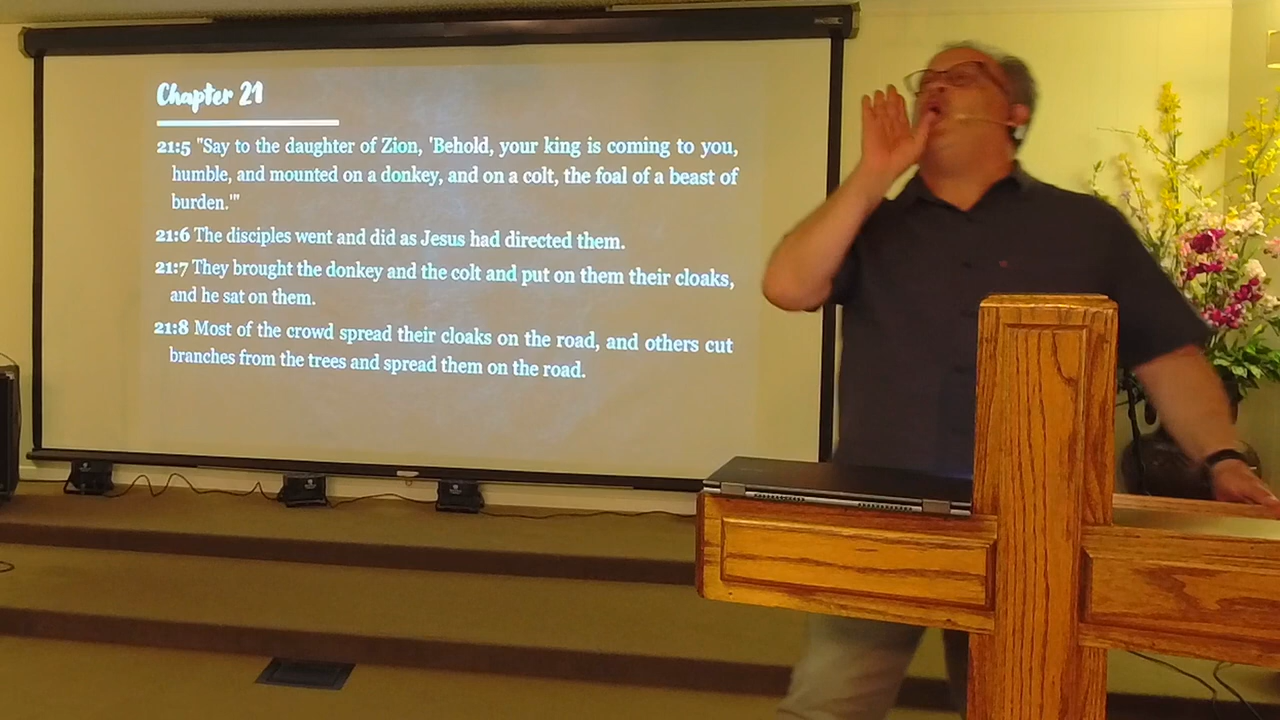 Chapter 21
21:5 "Say to the daughter of Zion, 'Behold, your king is coming to you,
humble, and mounted on a donkey, and on a colt, the foal of a beast of
burden.'"
21:6 The disciples went and did as Jesus had directed them.
21:7 They brought the donkey and the colt and put on them their cloaks,
and he sat on them.
21:8 Most of the crowd spread their cloaks on the road, and others cut
branches from the trees and spread them on the road.